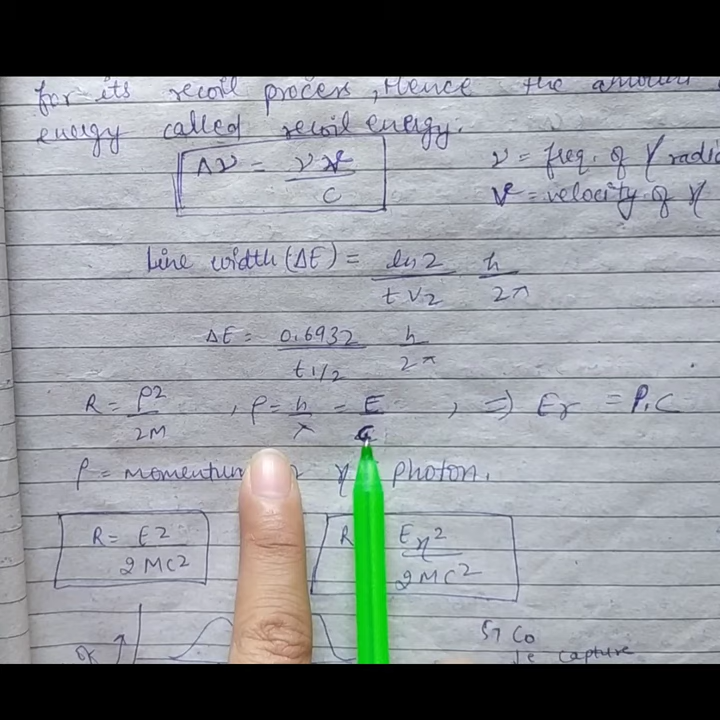 for its recoil process, Hence the amount
energy called recoil energy.
Δν = νv/C
ν = freq. of γ radia
v = velocity of γ
Line width (ΔE) = ln2/t1/2 h/2π
ΔE = 0.6932/t1/2 h/2π
R = P²/2M , P = h/λ = E/C , ⇒ Eγ = P.C
P = momentum γ photon.
R = E²/2MC²
R Eγ²/2MC²
57 Co
capture